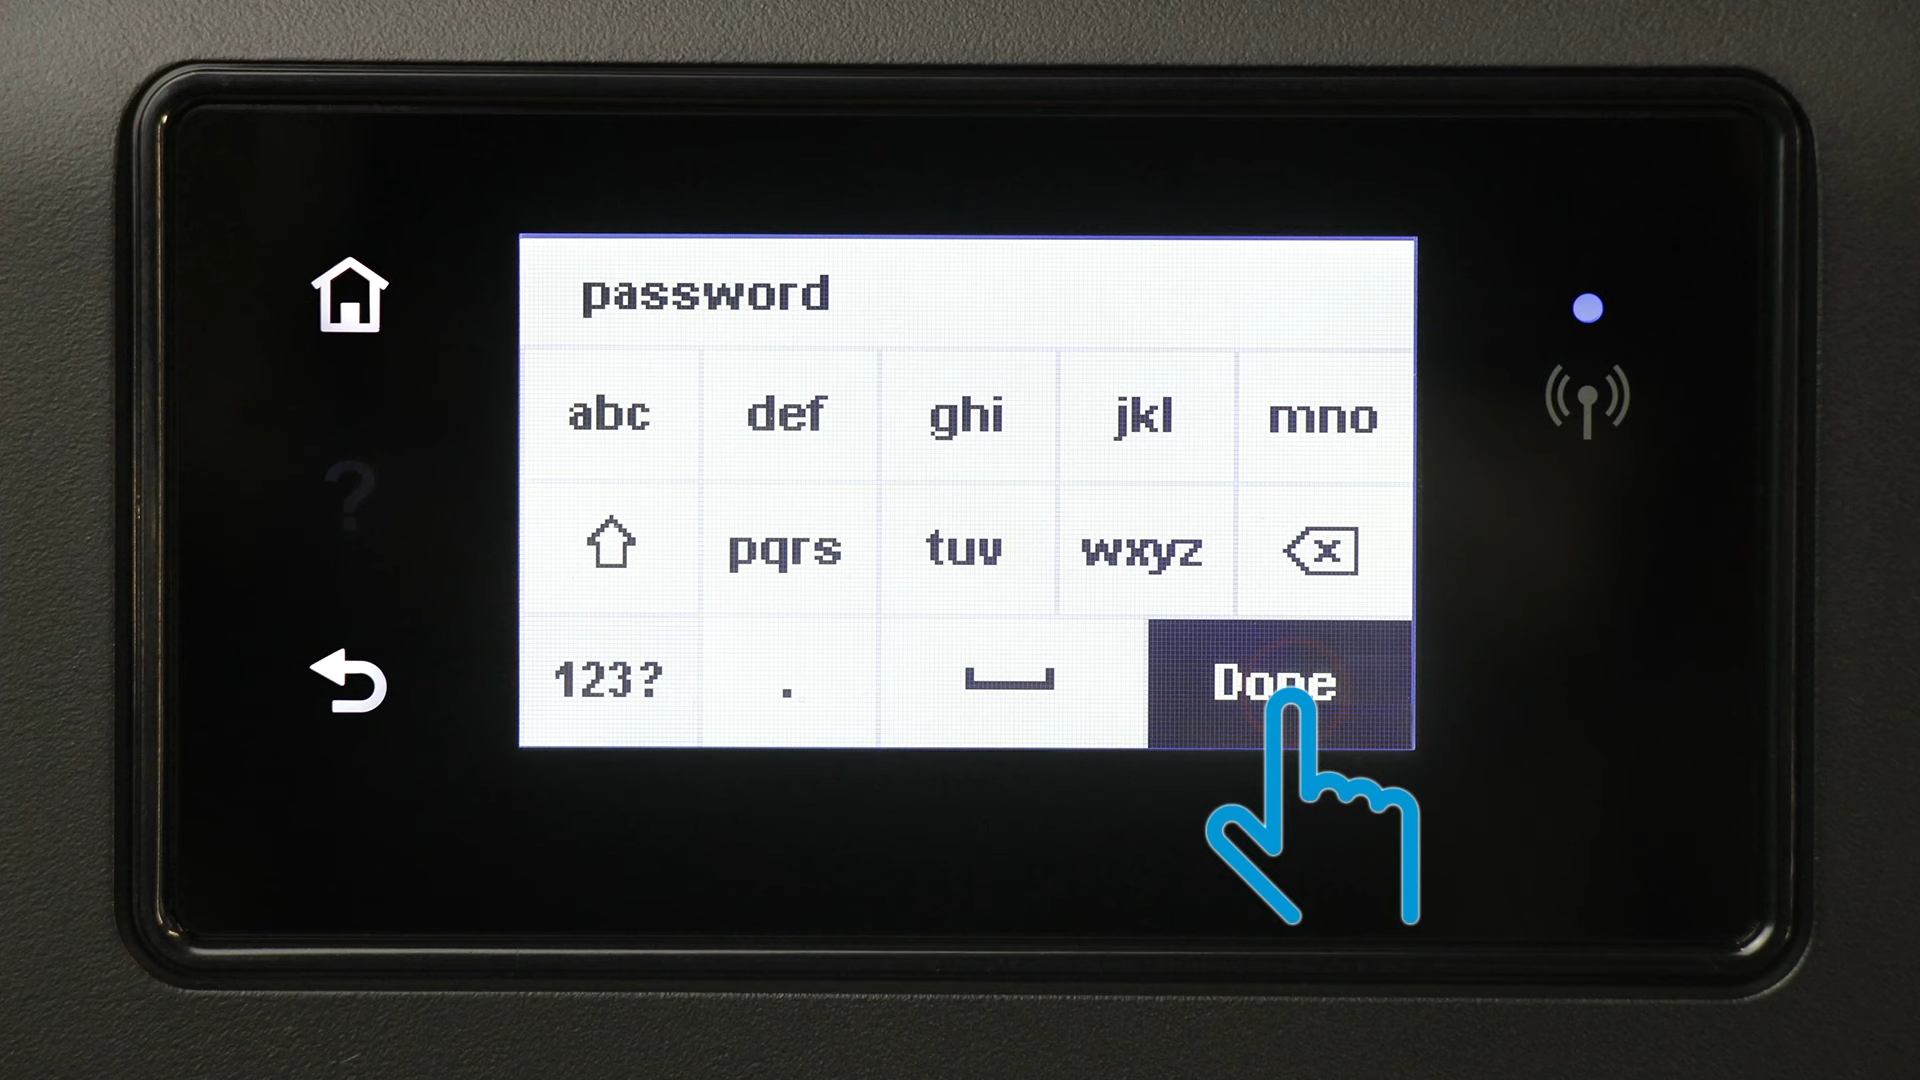 password
abc def ghi jkl mno
pqrs tuv wxyz
123? . Done
?